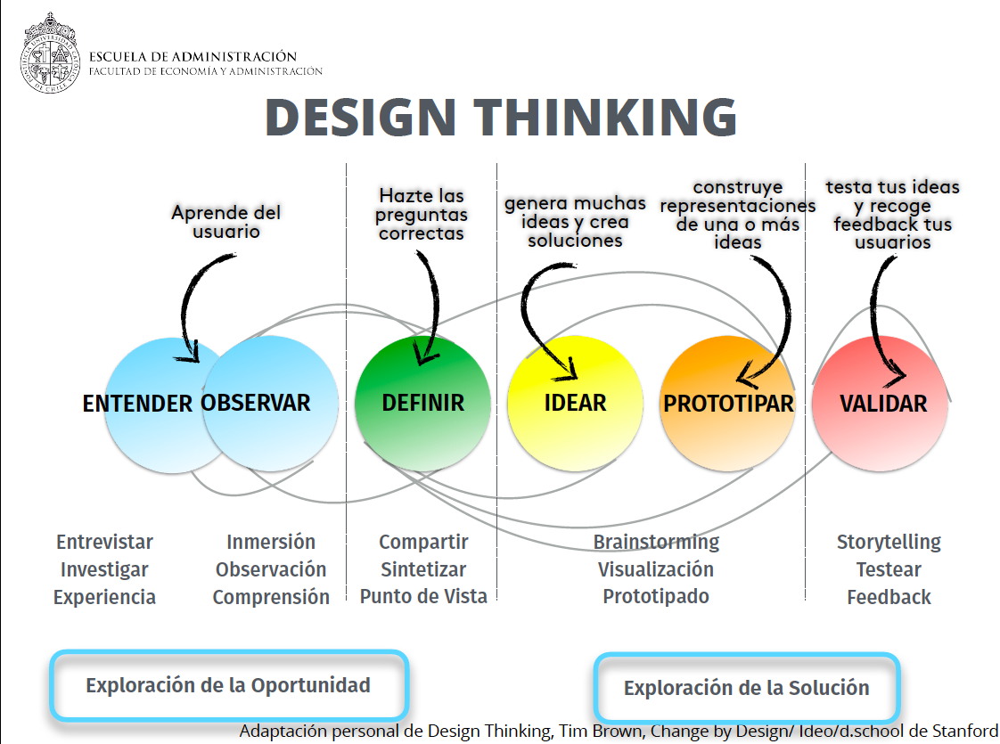 ESCUELA DE ADMINISTRACIÓN
FACULTAD DE ECONOMÍA Y ADMINISTRACIÓN
DESIGN THINKING
Aprende del
usuario
Hazte las
preguntas
correctas
genera muchas
ideas y crea
soluciones
construye
representaciones
de una o más
ideas
testa tus ideas
y recoge
feedback tus
usuarios
ENTENDER
OBSERVAR
DEFINIR
IDEAR
PROTOTIPAR
VALIDAR
Entrevistar
Investigar
Experiencia
Inmersión
Observación
Comprensión
Compartir
Sintetizar
Punto de Vista
Brainstorming
Visualización
Prototipado
Storytelling
Testear
Feedback
Exploración de la Oportunidad
Exploración de la Solución
Adaptación personal de Design Thinking, Tim Brown, Change by Design/ Ideo/d.school de Stanford